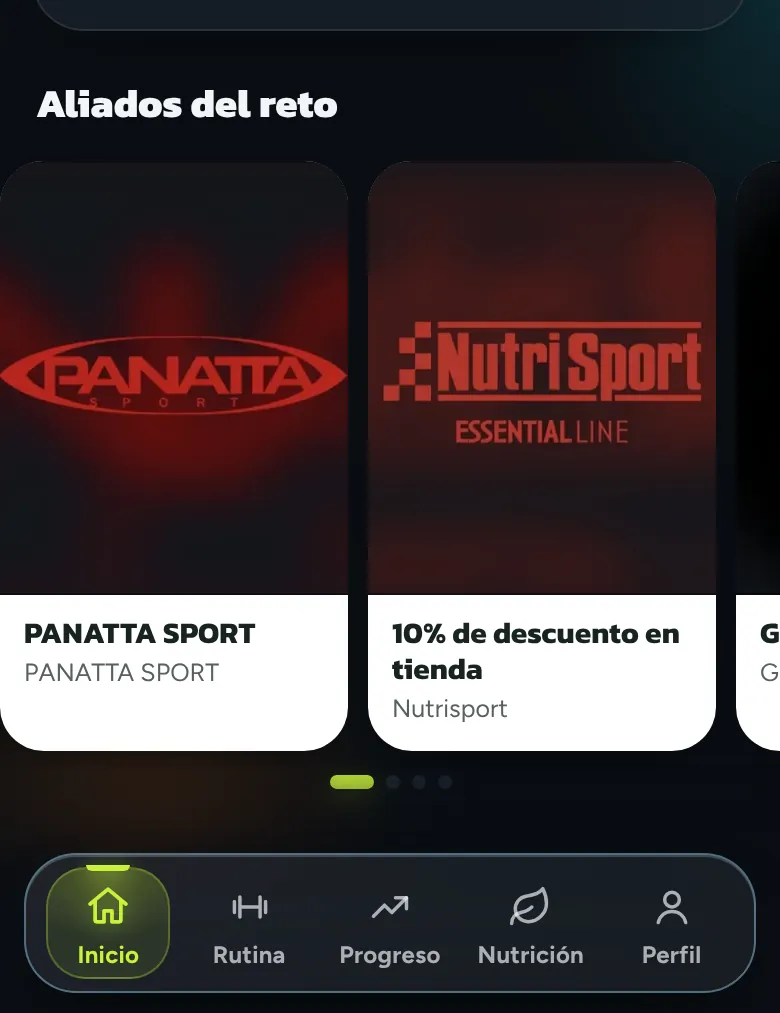 Aliados del reto
PANATTA
SPORT
NutriSport
ESSENTIAL LINE
PANATTA SPORT
PANATTA SPORT
10% de descuento en
tienda
Nutrisport
G
G
Inicio
Rutina
Progreso
Nutrición
Perfil